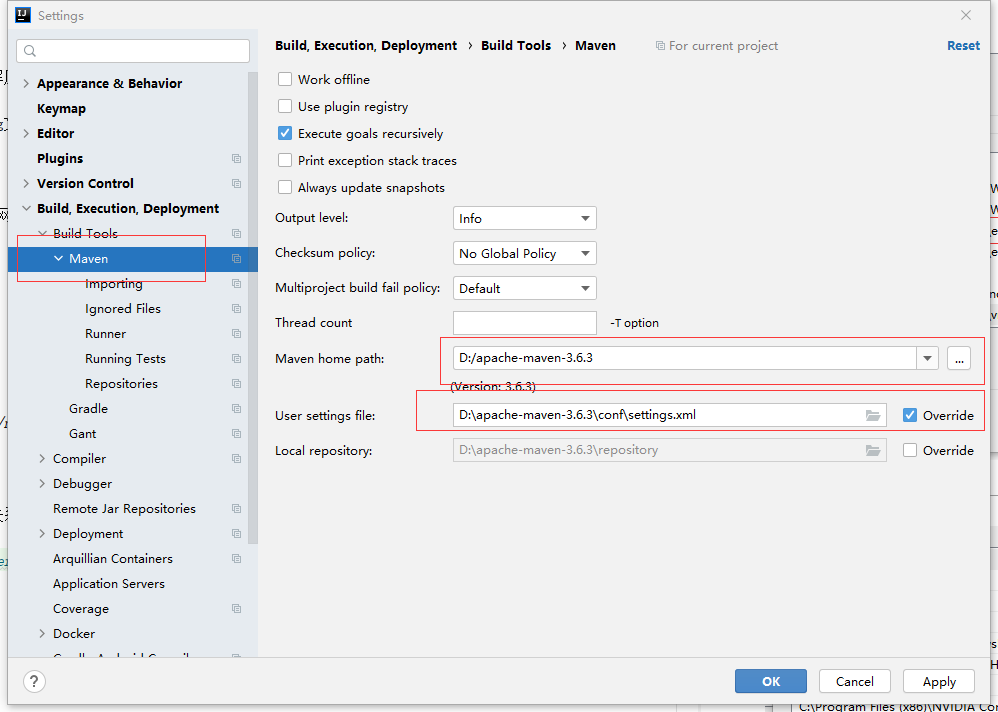 Settings
Build, Execution, Deployment › Build Tools › Maven For current project Reset
Appearance & Behavior
Keymap
Editor
Plugins
Version Control
Build, Execution, Deployment
Build Tools
Maven
Importing
Ignored Files
Runner
Running Tests
Repositories
Gradle
Gant
Compiler
Debugger
Remote Jar Repositories
Deployment
Arquillian Containers
Application Servers
Coverage
Docker
Work offline
Use plugin registry
Execute goals recursively
Print exception stack traces
Always update snapshots
Output level: Info
Checksum policy: No Global Policy
Multiproject build fail policy: Default
Thread count -T option
Maven home path: D:/apache-maven-3.6.3 ...
(Version: 3.6.3)
User settings file: D:\apache-maven-3.6.3\conf\settings.xml Override
Local repository: D:\apache-maven-3.6.3\repository Override
? OK Cancel Apply
C:\Program Files (x86)\NVIDIA